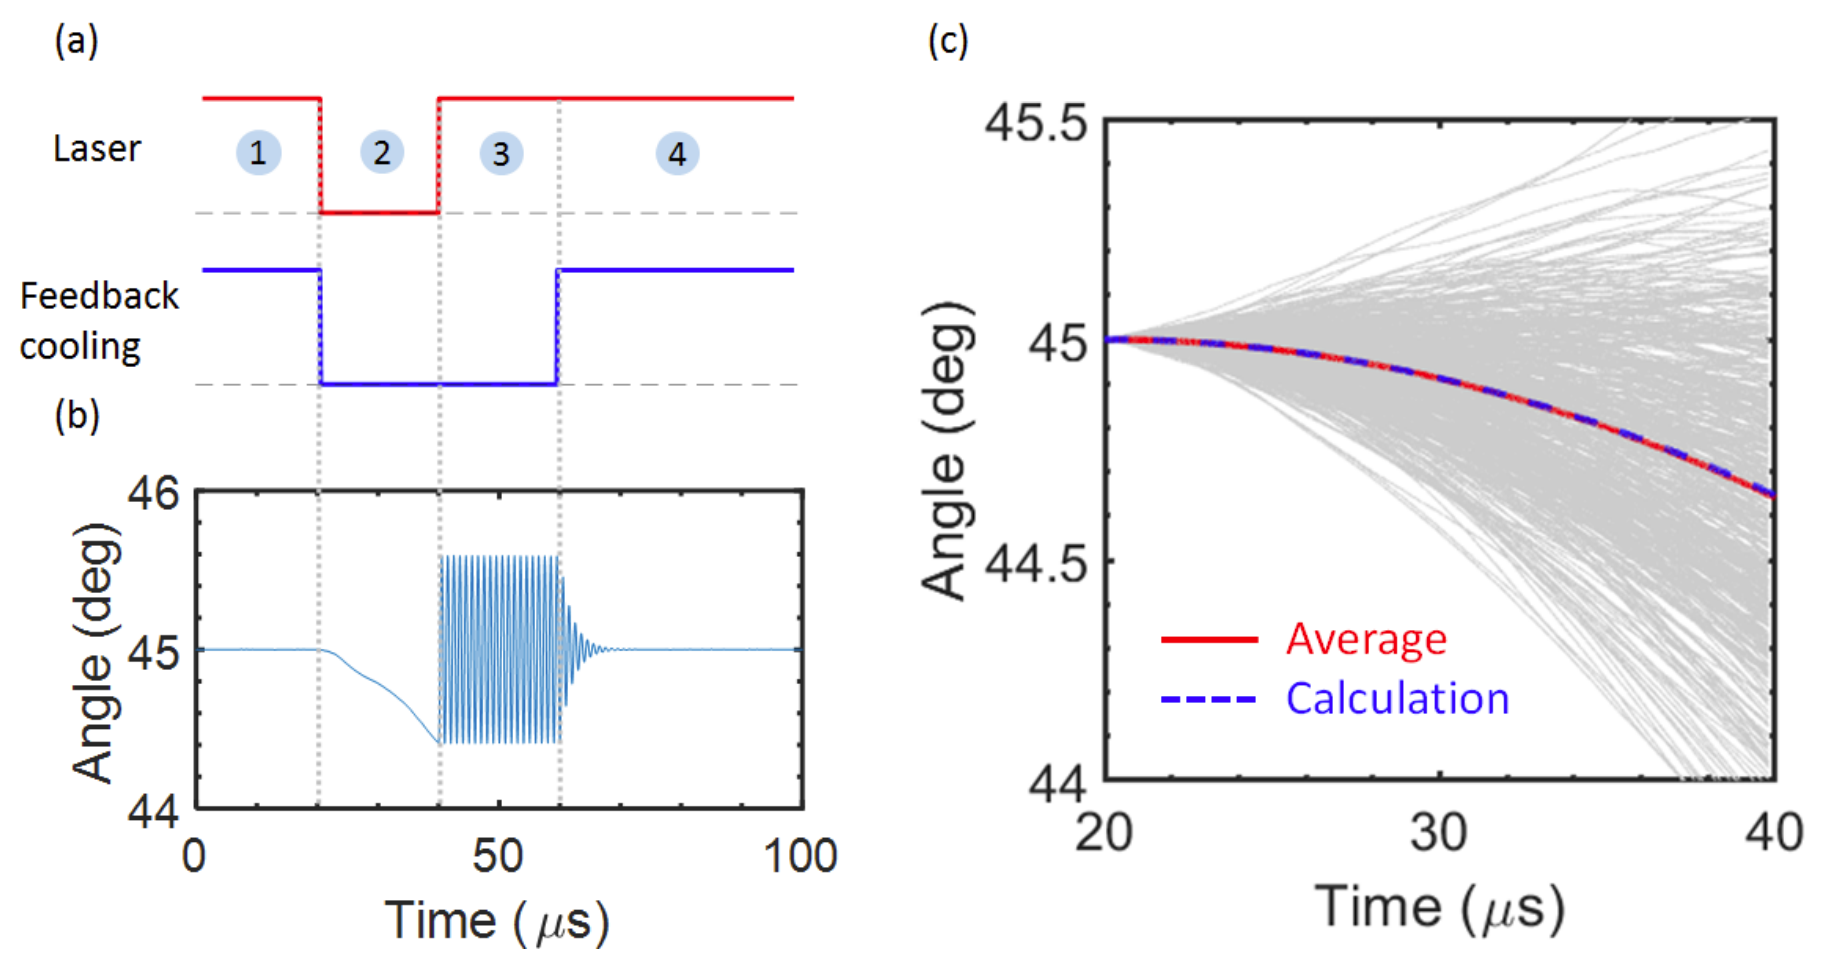 (a)
Laser
1 2 3 4
Feedback
cooling
(b)
46
45
44
0 50 100
Angle (deg)
Time (μs)
(c)
45.5
45
44.5
44
20 30 40
Angle (deg)
Time (μs)
Average
Calculation